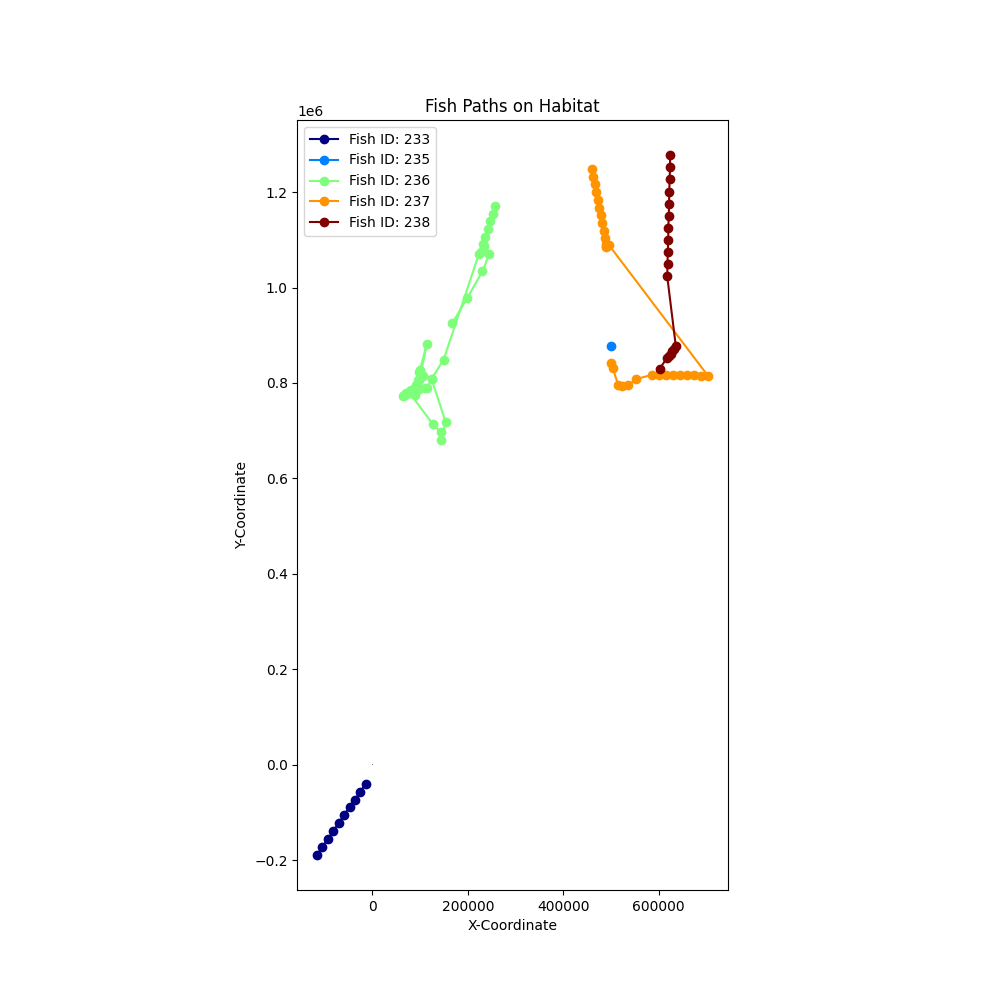 Fish Paths on Habitat
1e6
Fish ID: 233
Fish ID: 235
Fish ID: 236
Fish ID: 237
Fish ID: 238
1.2
1.0
0.8
0.6
0.4
0.2
0.0
−0.2
Y-Coordinate
0 200000 400000 600000
X-Coordinate